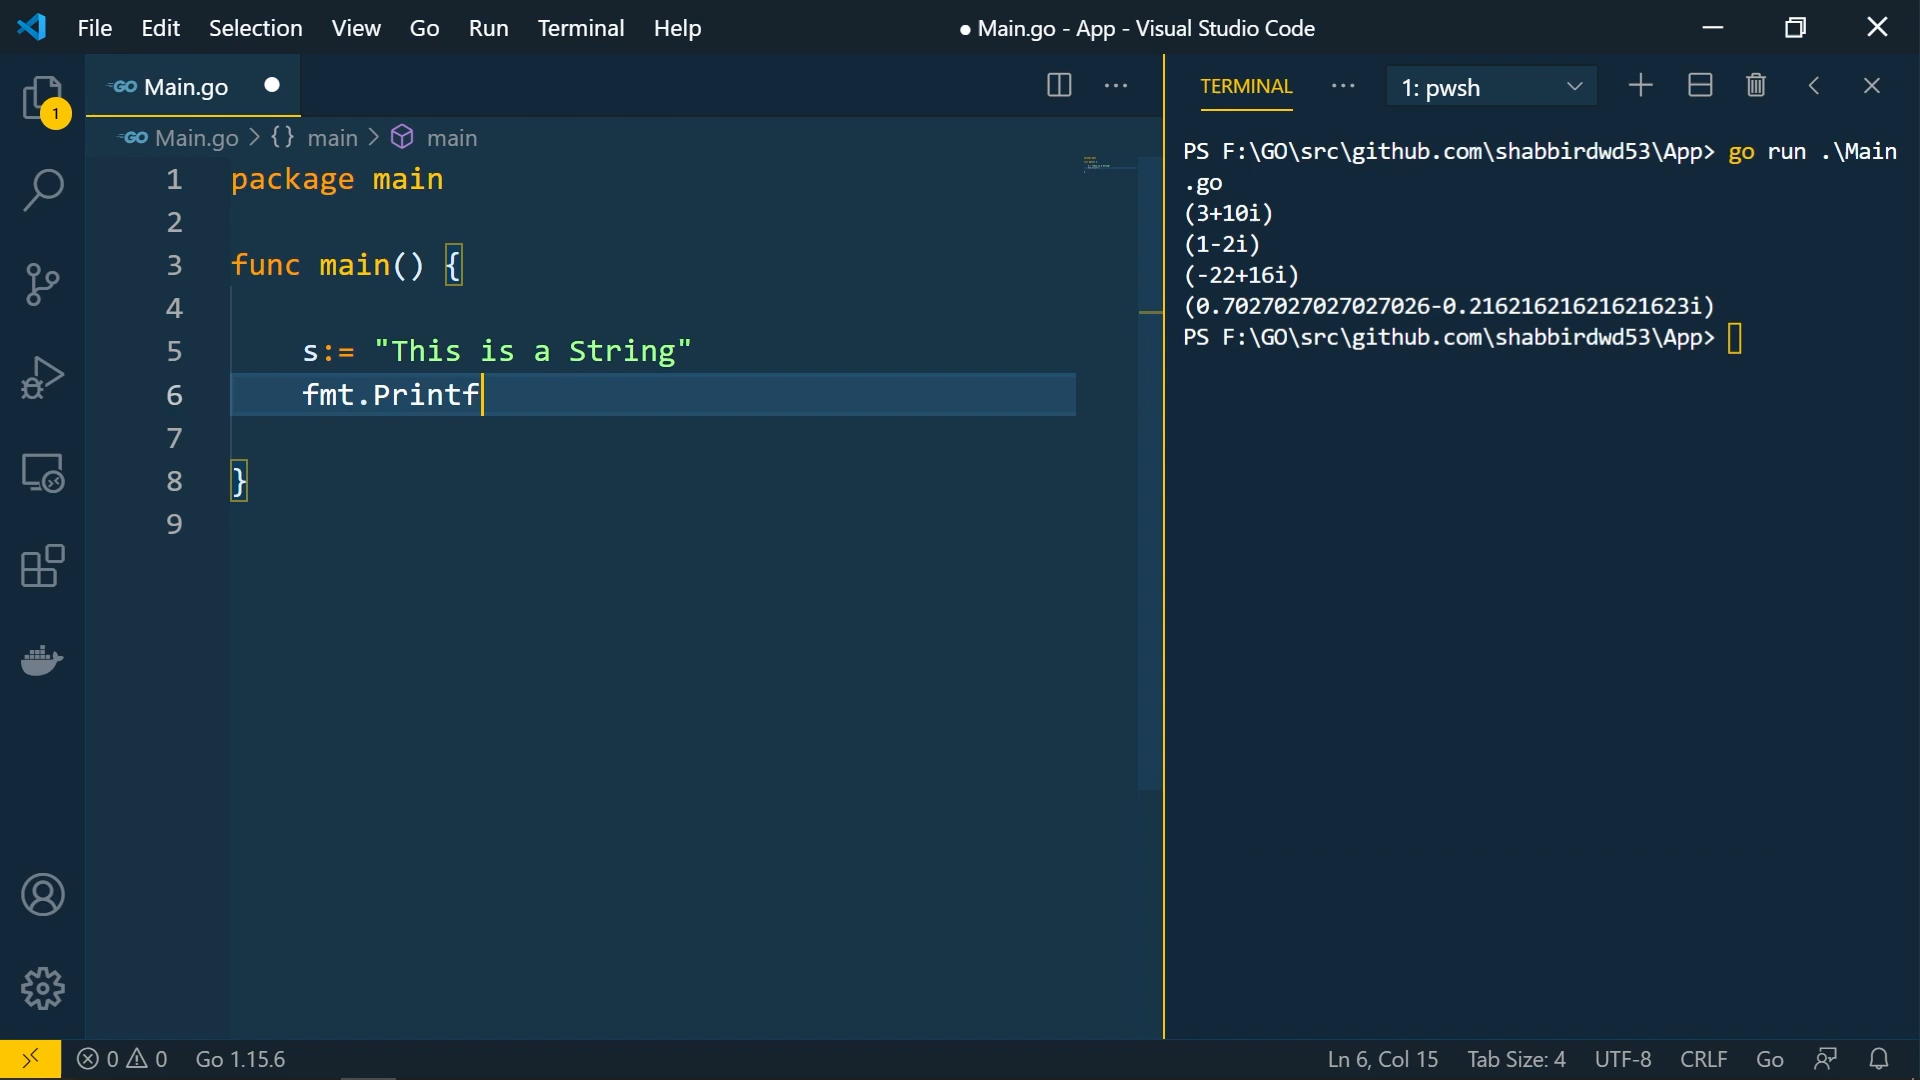 File Edit Selection View Go Run Terminal Help
● Main.go - App - Visual Studio Code
GO Main.go ●
GO Main.go > {} main > main
1 package main
2
3 func main() {
4
5 s:= "This is a String"
6 fmt.Printf
7
8 }
9
1
TERMINAL ··· 1: pwsh
PS F:\GO\src\github.com\shabbirdwd53\App> go run .\Main
.go
(3+10i)
(1-2i)
(-22+16i)
(0.7027027027027026-0.21621621621621623i)
PS F:\GO\src\github.com\shabbirdwd53\App>
0 0 Go 1.15.6
Ln 6, Col 15 Tab Size: 4 UTF-8 CRLF Go